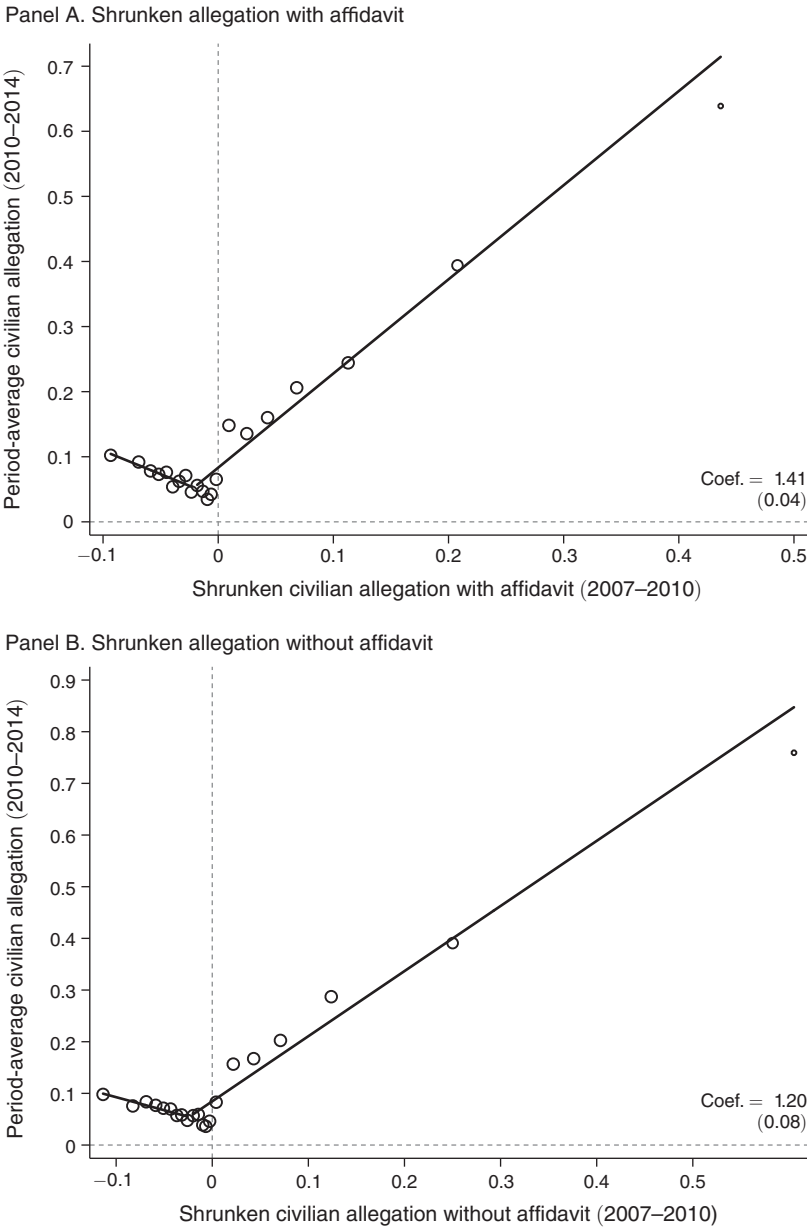 Panel A. Shrunken allegation with affidavit
Period-average civilian allegation (2010–2014)
0.7
0.6
0.5
0.4
0.3
0.2
0.1
0
Coef. = 1.41
(0.04)
−0.1 0 0.1 0.2 0.3 0.4 0.5
Shrunken civilian allegation with affidavit (2007–2010)
Panel B. Shrunken allegation without affidavit
Period-average civilian allegation (2010–2014)
0.9
0.8
0.7
0.6
0.5
0.4
0.3
0.2
0.1
0
Coef. = 1.20
(0.08)
−0.1 0 0.1 0.2 0.3 0.4 0.5
Shrunken civilian allegation without affidavit (2007–2010)